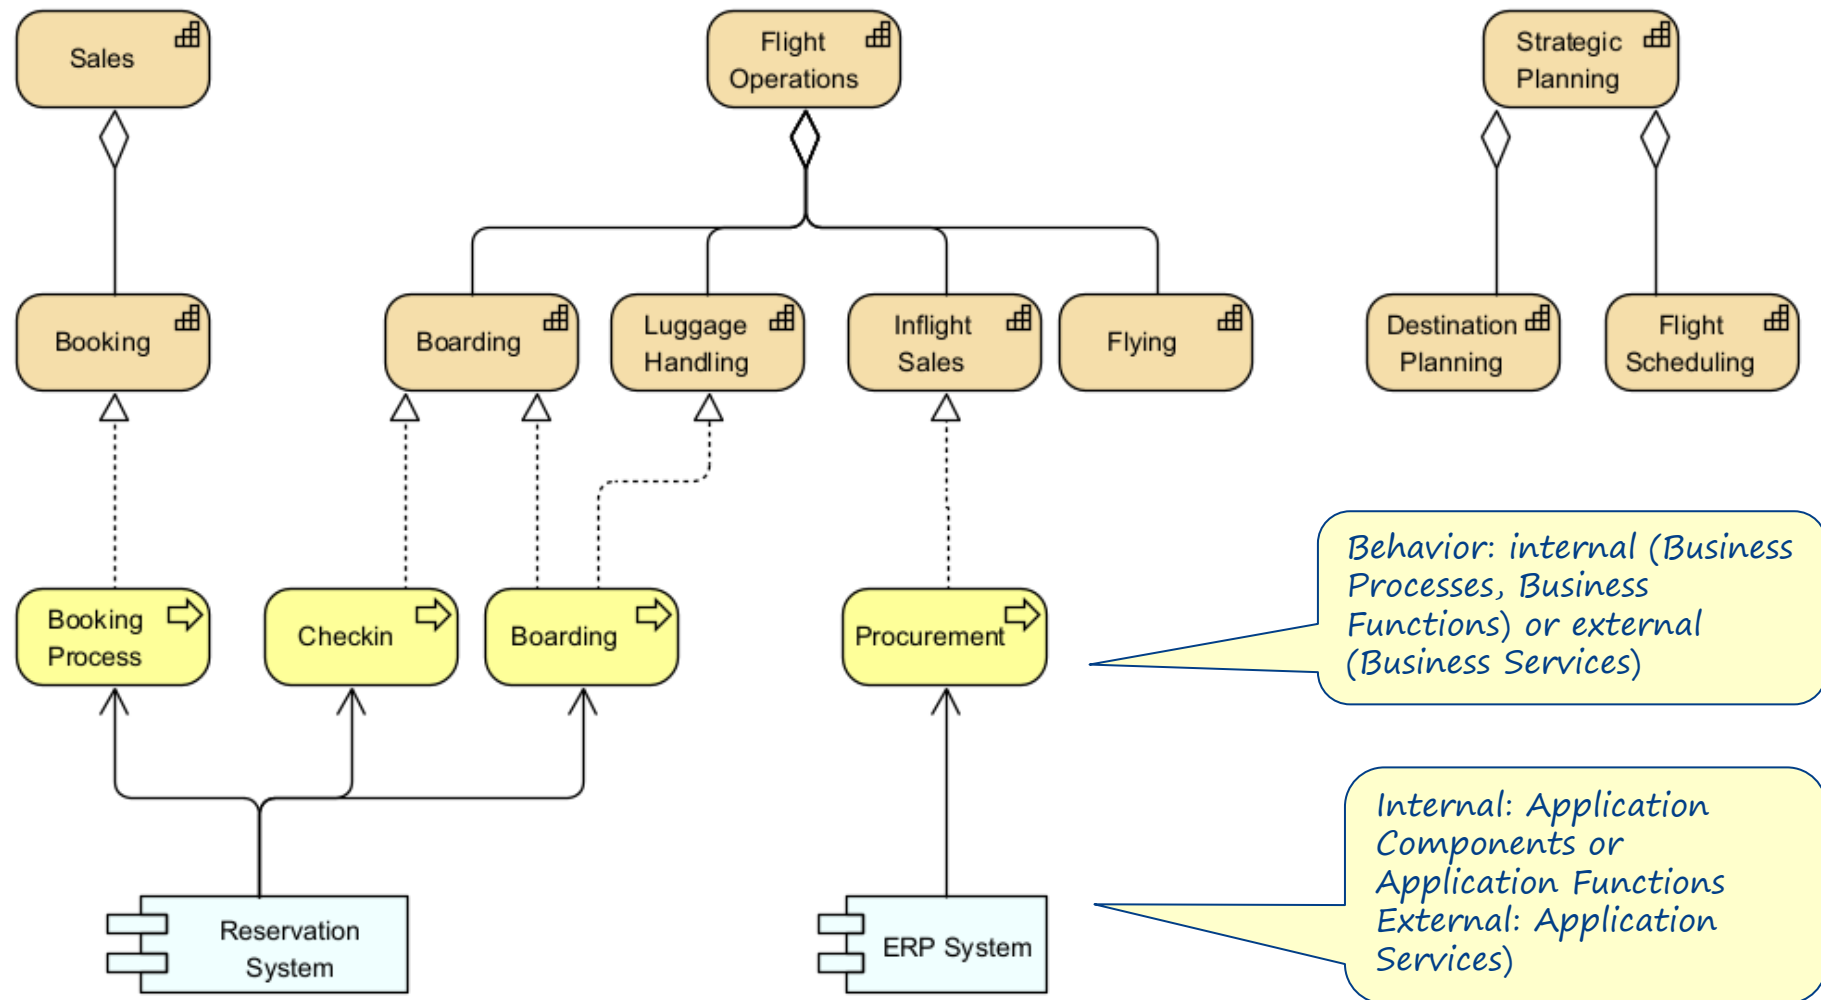 Sales
Flight
Operations
Strategic
Planning
Booking
Boarding
Luggage
Handling
Inflight
Sales
Flying
Destination
Planning
Flight
Scheduling
Booking
Process
Checkin
Boarding
Procurement
Behavior: internal (Business
Processes, Business
Functions) or external
(Business Services)
Reservation
System
ERP System
Internal: Application
Components or
Application Functions
External: Application
Services)